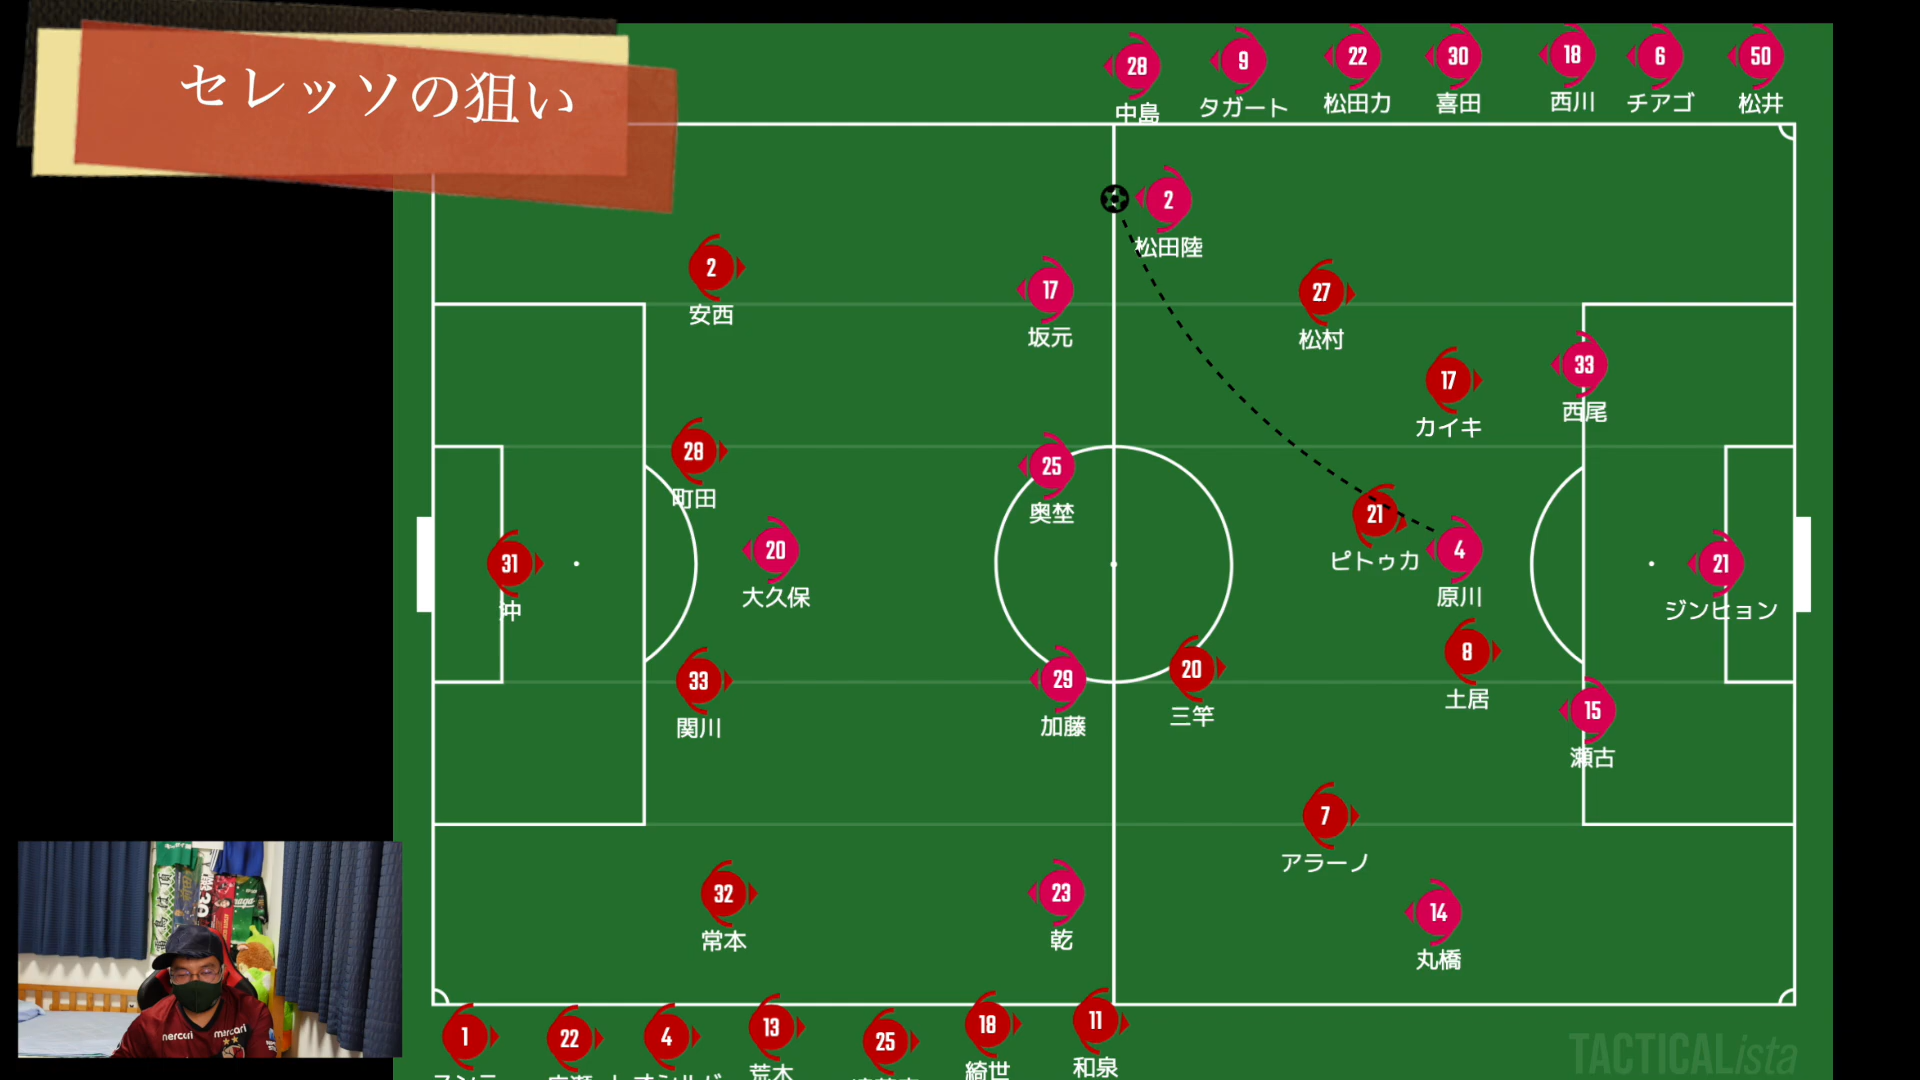 セレッソの狙い
28
9
22
30
18
6
50
中島
タガート
松田力
喜田
西川
チアゴ
松井
2
松田陸
2
安西
17
坂元
27
松村
33
西尾
17
カイキ
28
町田
25
奥埜
21
ピトゥカ
4
原川
20
大久保
31
沖
21
ジンヒョン
33
関川
29
加藤
20
三竿
8
土居
15
瀬古
7
アラーノ
32
常本
23
乾
14
丸橋
1
22
4
13
荒木
25
18
綺世
11
和泉
mercari
mercari
TACTICALista